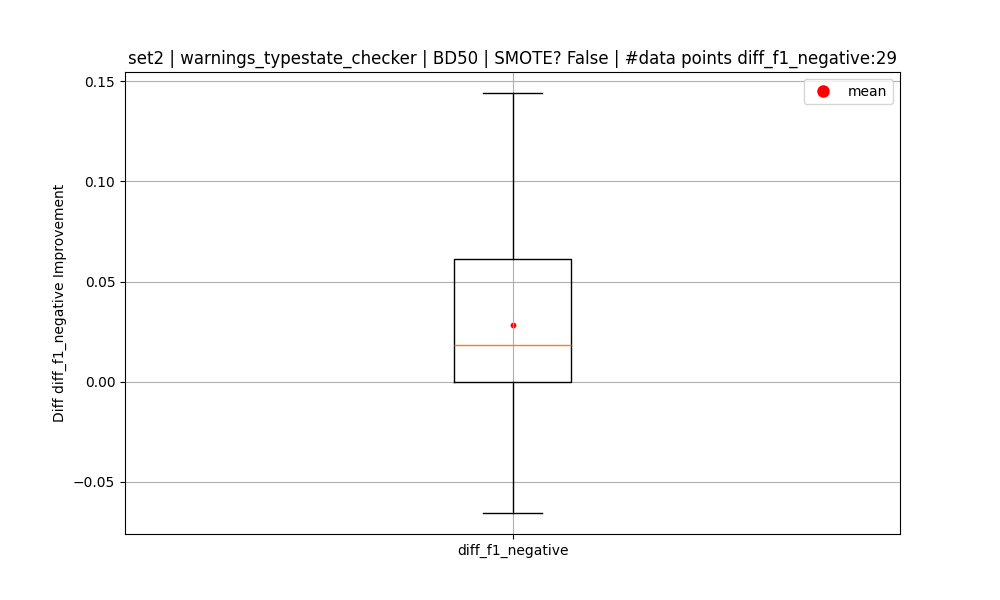 set2 | warnings_typestate_checker | BD50 | SMOTE? False | #data points diff_f1_negative:29
mean
Diff diff_f1_negative Improvement
0.15
0.10
0.05
0.00
−0.05
diff_f1_negative